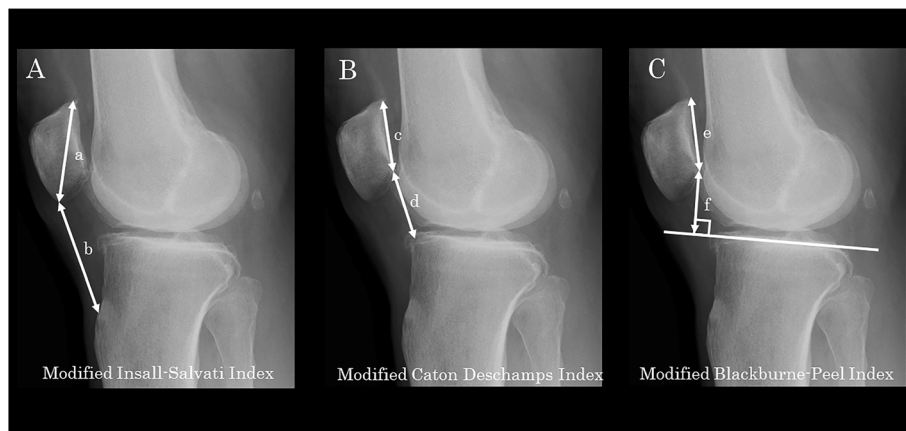 A
B
C
a
b
c
d
e
f
Modified Insall-Salvati Index
Modified Caton Deschamps Index
Modified Blackburne-Peel Index